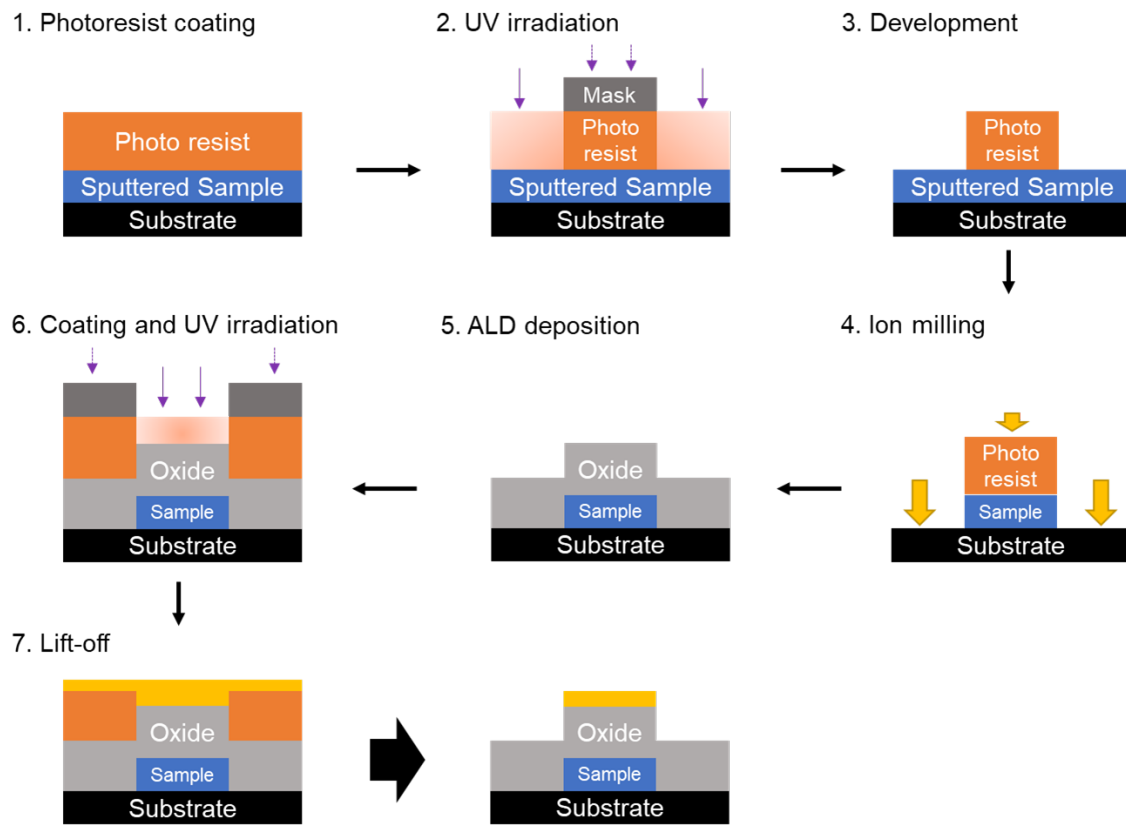 1. Photoresist coating
Photo resist
Sputtered Sample
Substrate
2. UV irradiation
Mask
Photo
resist
Sputtered Sample
Substrate
3. Development
Photo
resist
Sputtered Sample
Substrate
6. Coating and UV irradiation
Oxide
Sample
Substrate
5. ALD deposition
Oxide
Sample
Substrate
4. Ion milling
Photo
resist
Sample
Substrate
7. Lift-off
Oxide
Sample
Substrate
Oxide
Sample
Substrate